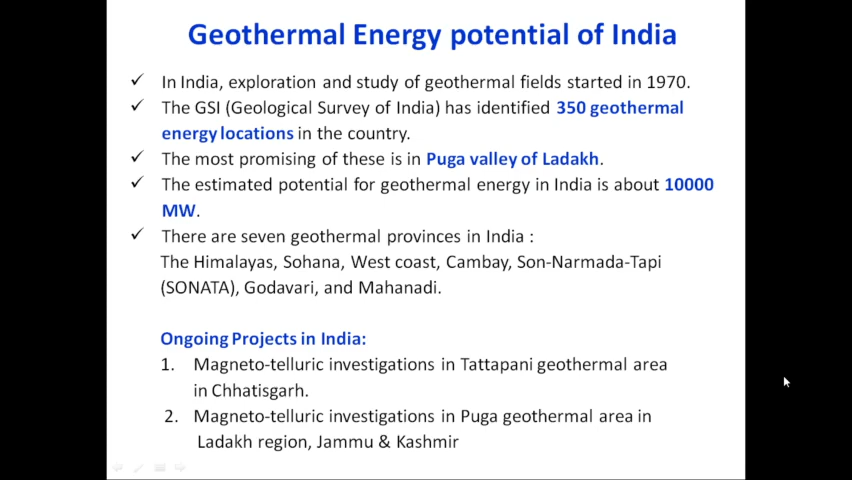 Geothermal Energy potential of India
✓ In India, exploration and study of geothermal fields started in 1970.
✓ The GSI (Geological Survey of India) has identified 350 geothermal
energy locations in the country.
✓ The most promising of these is in Puga valley of Ladakh.
✓ The estimated potential for geothermal energy in India is about 10000
MW.
✓ There are seven geothermal provinces in India :
The Himalayas, Sohana, West coast, Cambay, Son-Narmada-Tapi
(SONATA), Godavari, and Mahanadi.
Ongoing Projects in India:
1. Magneto-telluric investigations in Tattapani geothermal area
in Chhatisgarh.
2. Magneto-telluric investigations in Puga geothermal area in
Ladakh region, Jammu & Kashmir